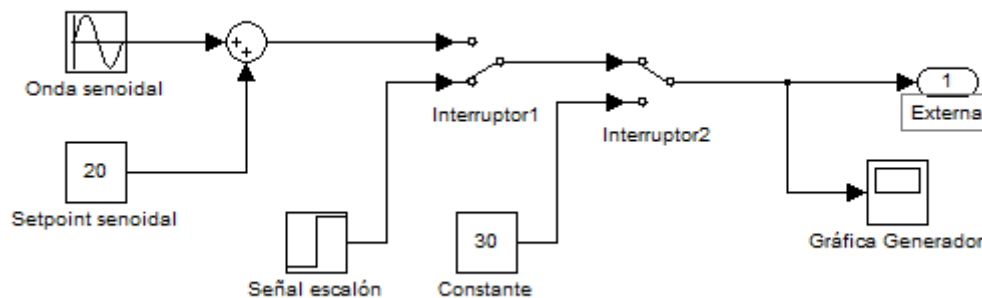 +
+
Onda senoidal
1
Interruptor1
Externa
Interruptor2
20
Setpoint senoidal
30
Gráfica Generador
Señal escalón
Constante